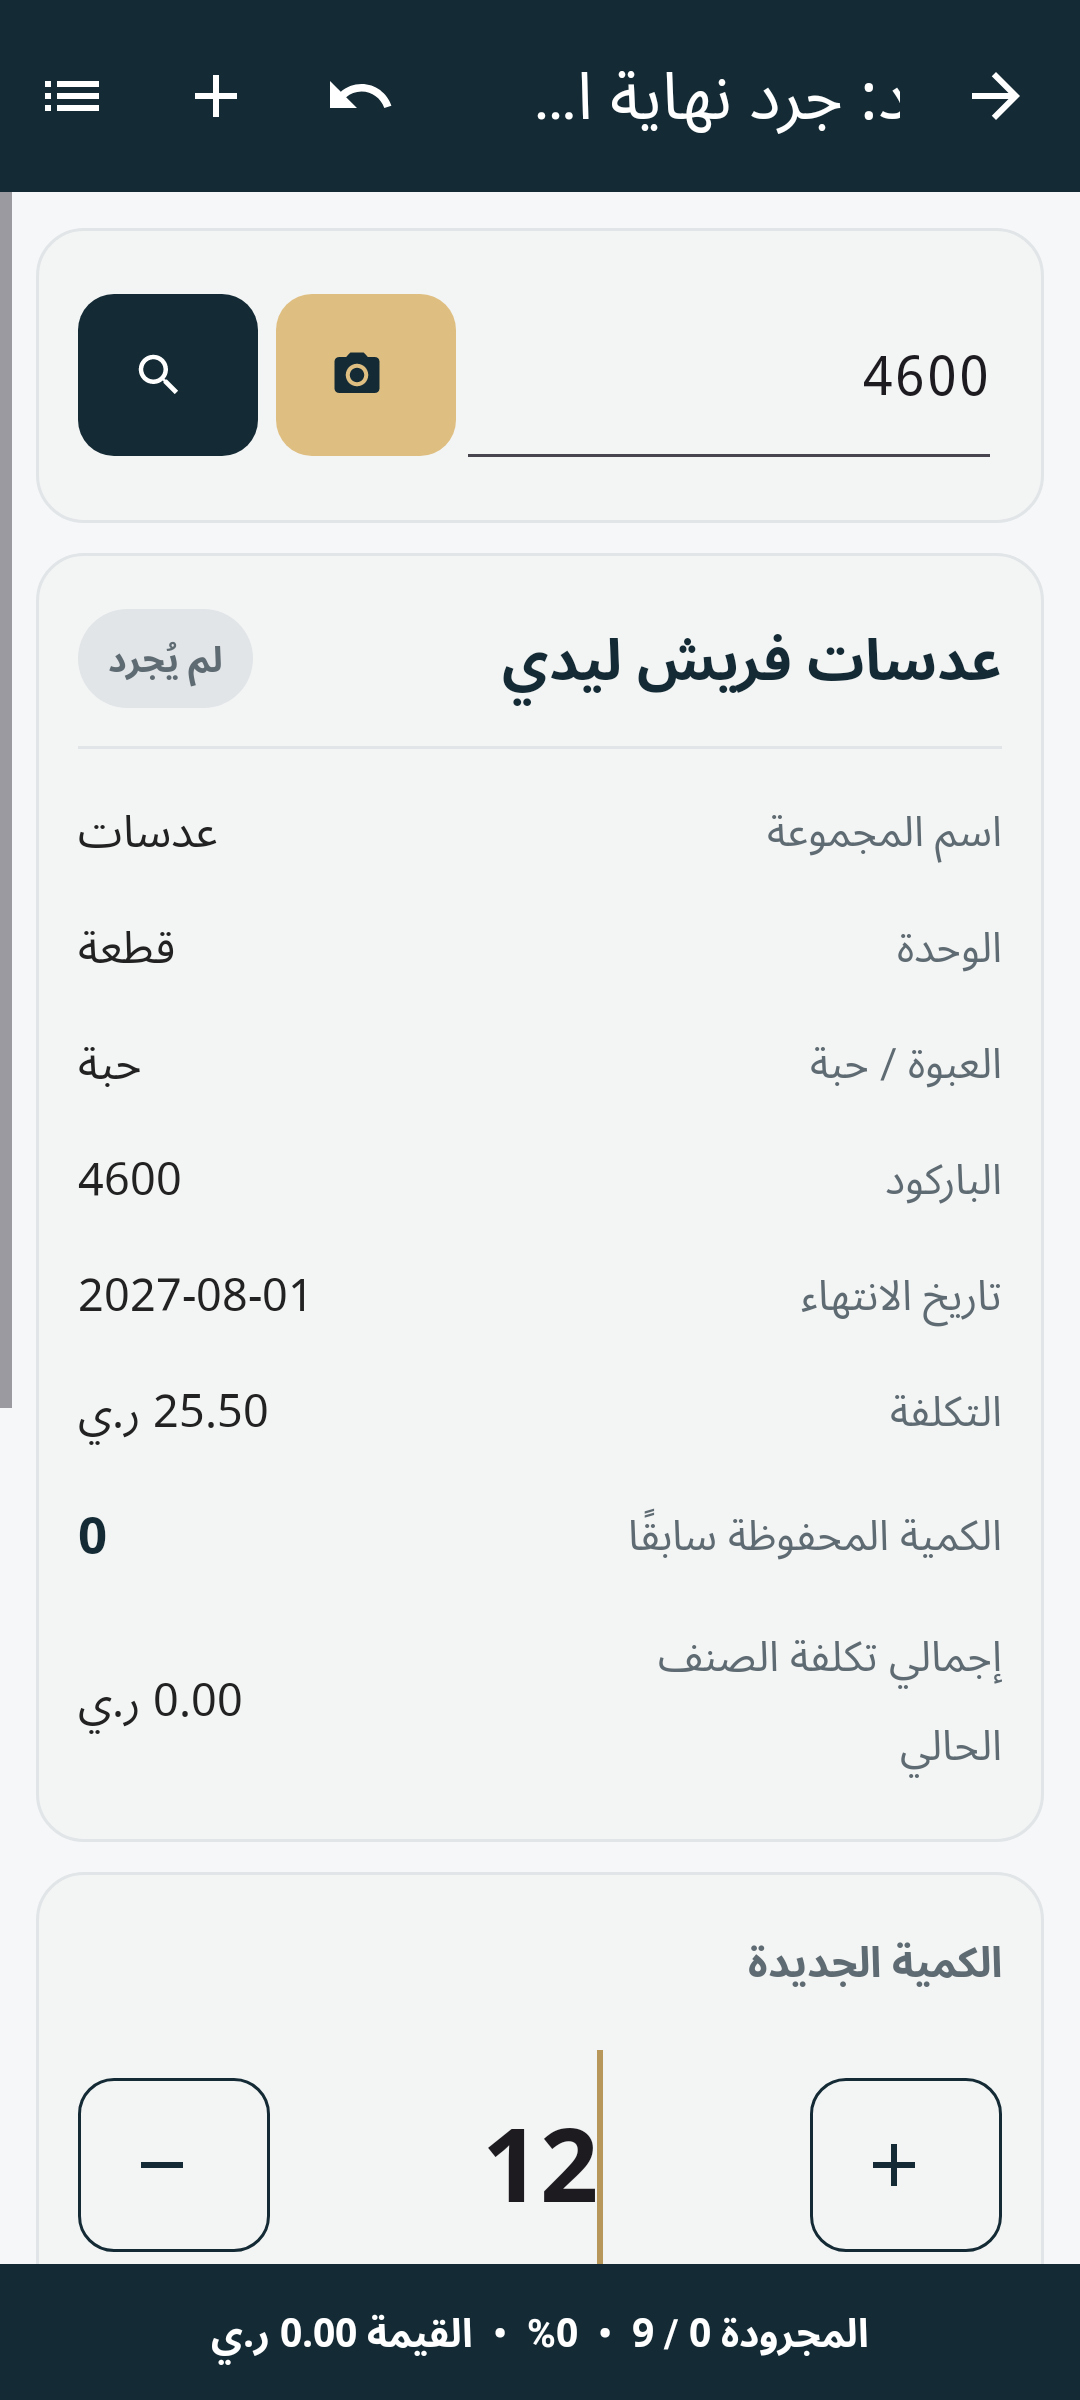 د: جرد نهاية ا...
4600
عدسات فريش ليدي
لم يُجرد
اسم المجموعة
عدسات
الوحدة
قطعة
العبوة / حبة
حبة
الباركود
4600
تاريخ الانتهاء
2027-08-01
التكلفة
25.50 ر.ي
الكمية المحفوظة سابقًا
0
إجمالي تكلفة الصنف
الحالي
0.00 ر.ي
الكمية الجديدة
12
المجرودة 0 / 9 • 0% • القيمة 0.00 ر.ي